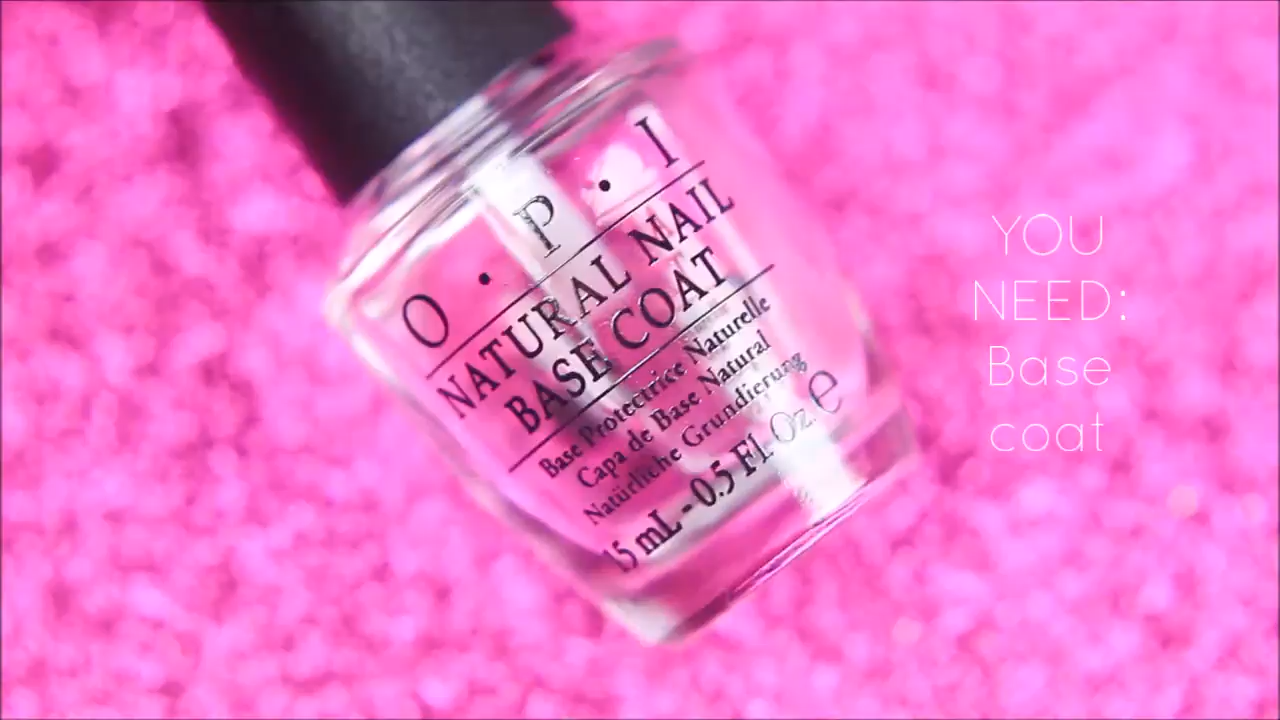 O • P • I
NATURAL NAIL
BASE COAT
Base Protectrice Naturelle
Capa de Base Natural
Natürliche Grundierung
15 mL - 0.5 Fl. Oz. e
YOU
NEED:
Base
coat